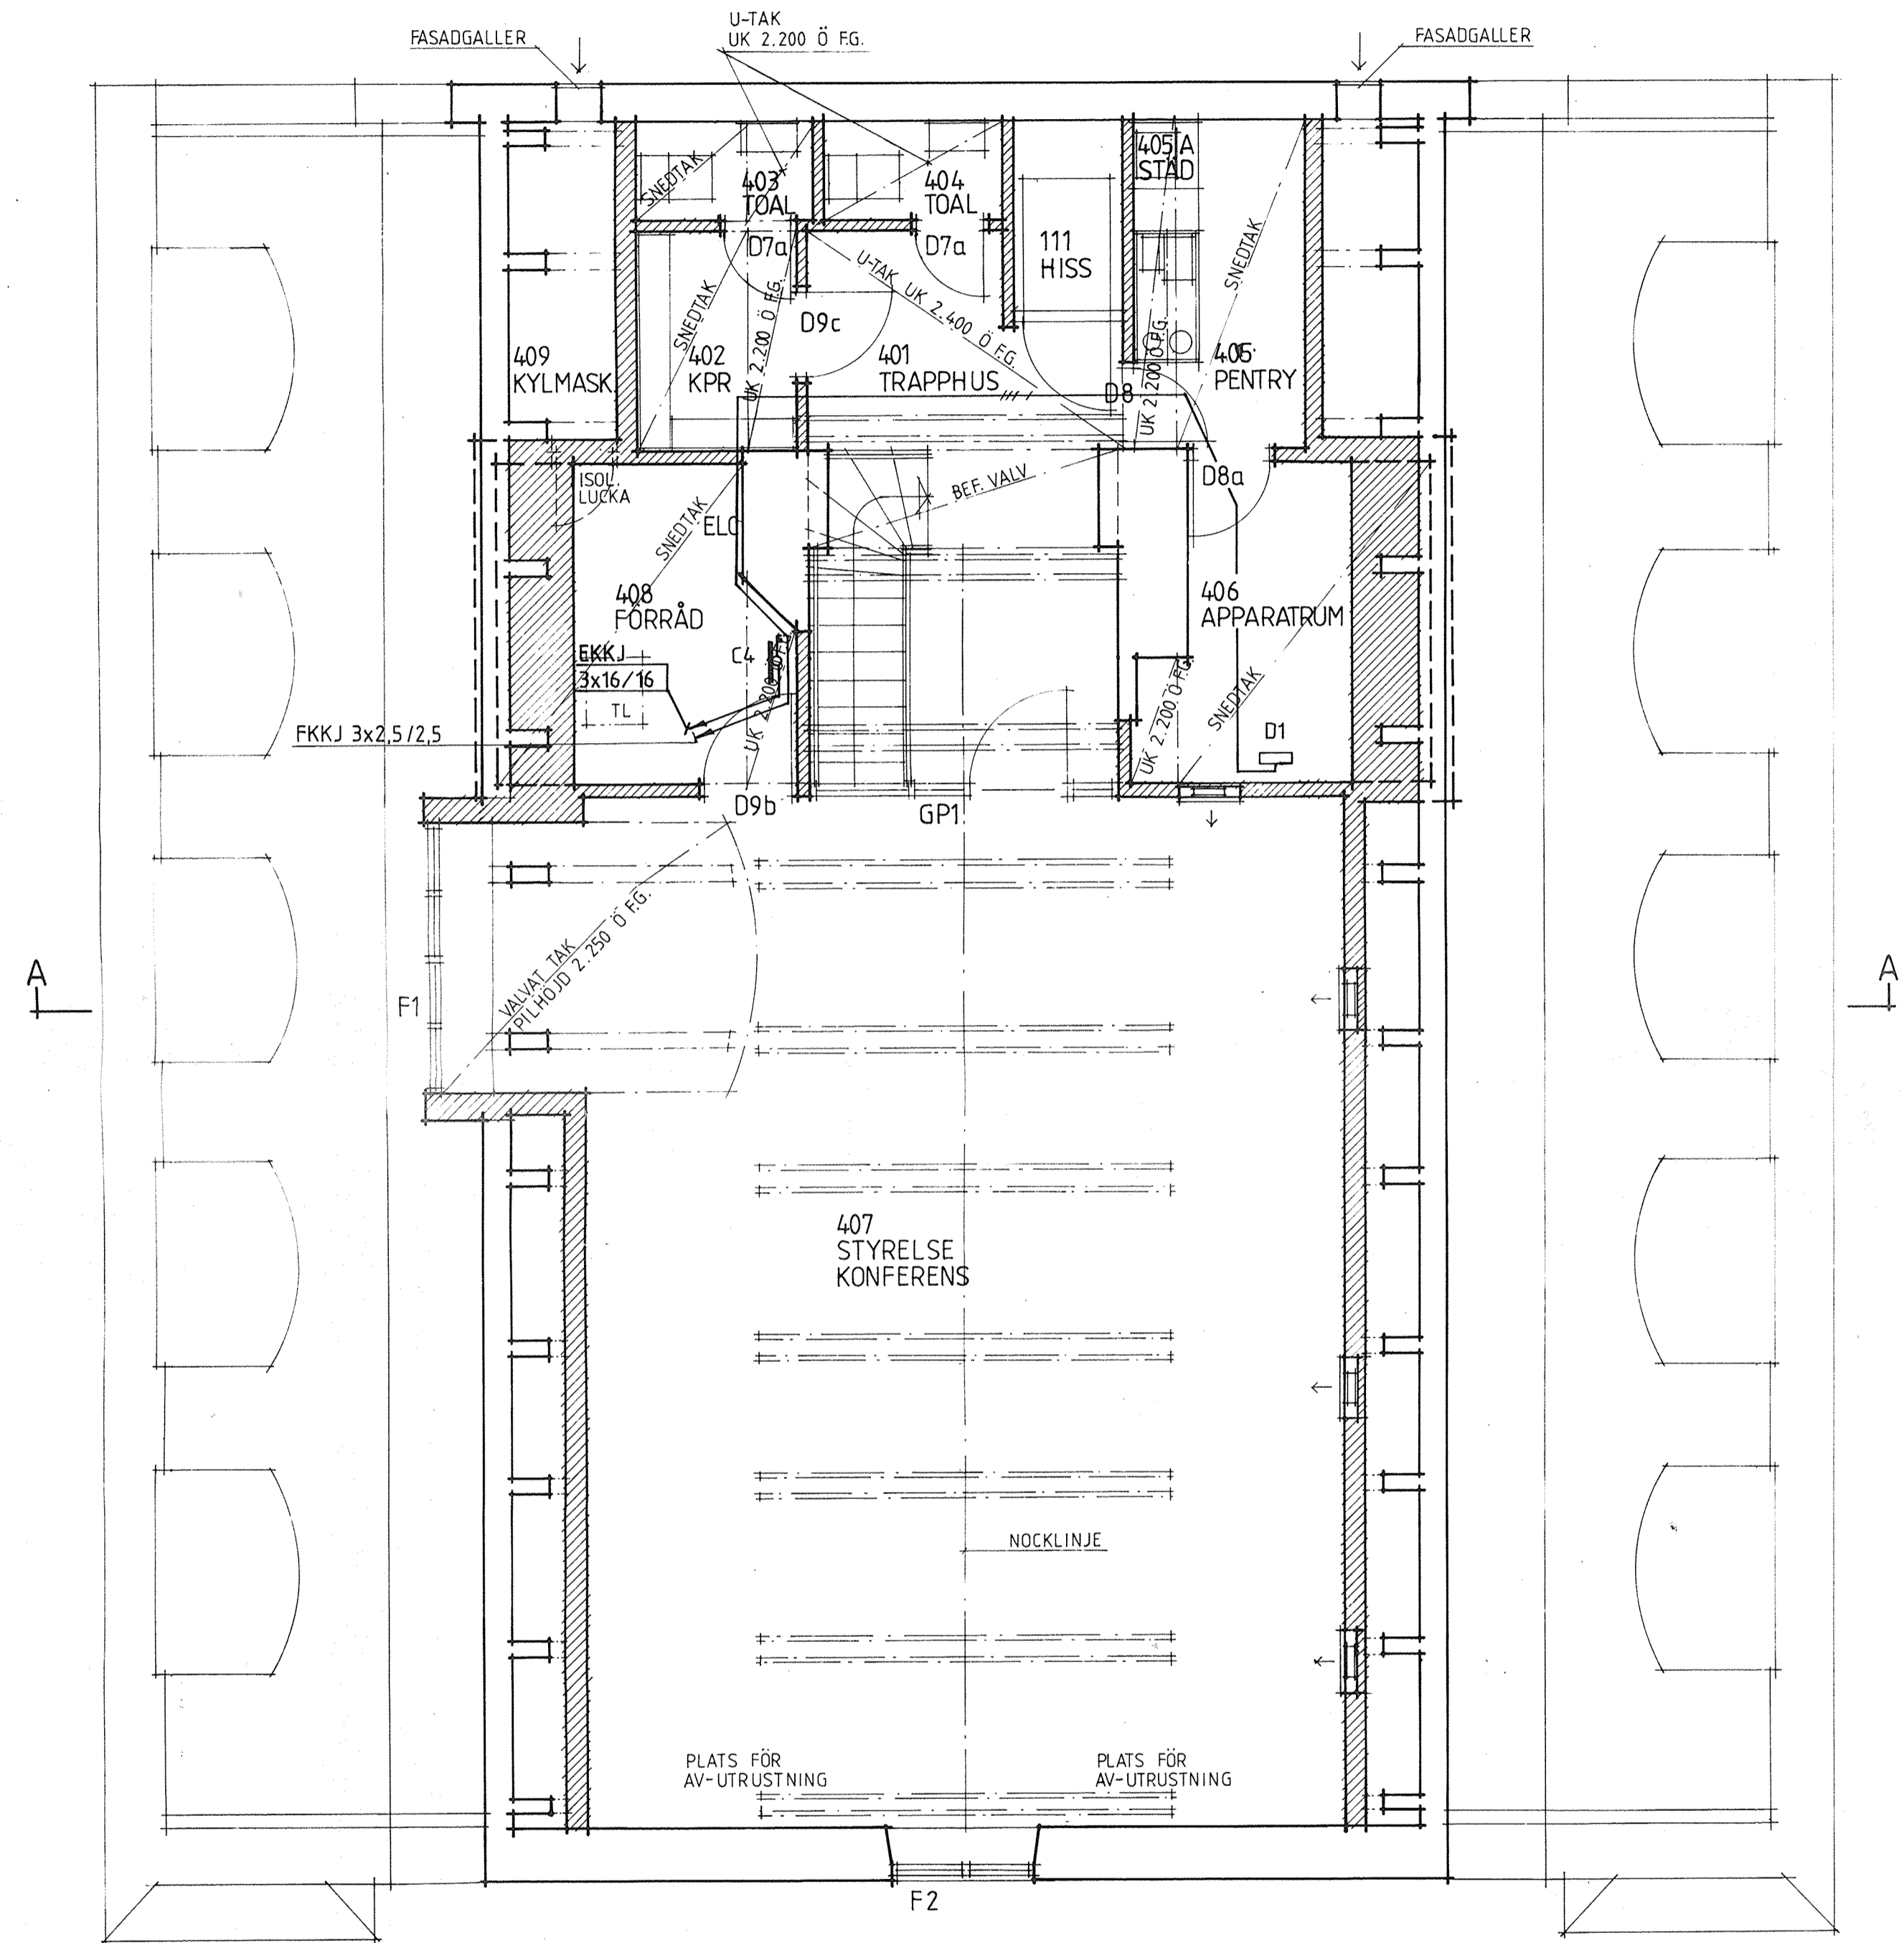 U-TAK
UK 2.200 Ö F.G.
FASADGALLER
FASADGALLER
SNEDTAK
403
TOAL
404
TOAL
405 A
STÄD
D7a
D7a
111
HISS
SNEDTAK
SNEDTAK
UK 2.200 Ö F.G.
U-TAK UK 2.400 Ö F.G.
D9c
409
KYLMASK.
402
KPR
401
TRAPPHUS
UK 2.200 Ö F.G.
405
PENTRY
D8
ISOL.
LUCKA
SNEDTAK
ELC
BEF. VALV
D8a
408
FÖRRÅD
406
APPARATRUM
EKKJ
3x16/16
TL
C4
UK 2.200 Ö F.G.
UK 2.200 Ö F.G.
SNEDTAK
D1
FKKJ 3x2,5/2,5
D9b
GP1
VALVAT TAK
PILHÖJD 2.250 Ö F.G.
A
A
F1
407
STYRELSE
KONFERENS
NOCKLINJE
PLATS FÖR
AV-UTRUSTNING
PLATS FÖR
AV-UTRUSTNING
F2